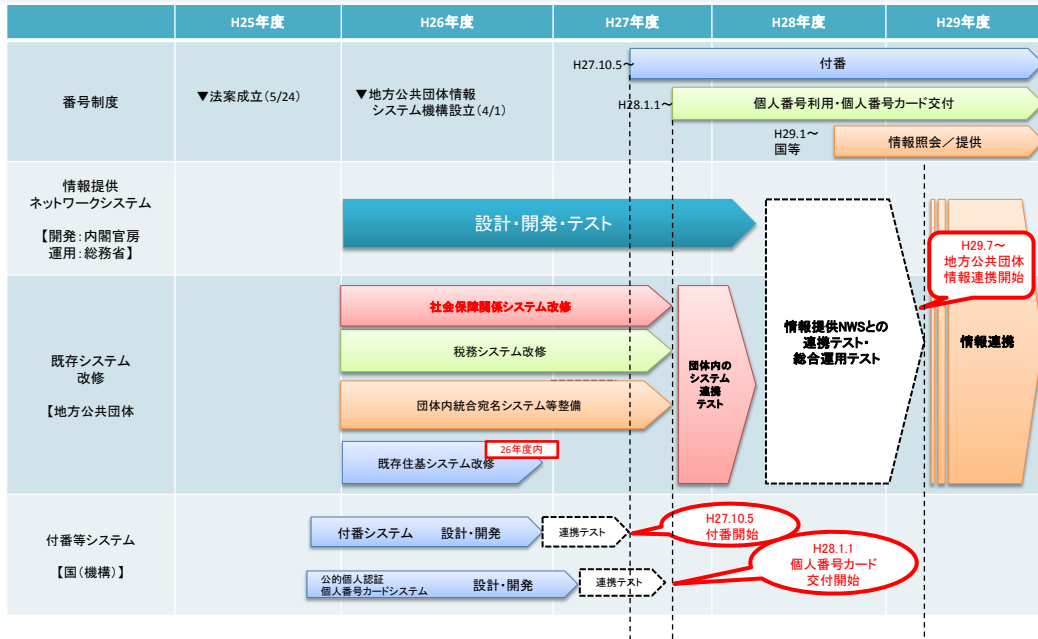 H25年度
H26年度
H27年度
H28年度
H29年度
番号制度
▼法案成立(5/24)
▼地方公共団体情報
システム機構設立(4/1)
H27.10.5～
付番
H28.1.1～
個人番号利用・個人番号カード交付
H29.1～
国等
情報照会／提供
情報提供
ネットワークシステム
【開発:内閣官房
運用:総務省】
設計・開発・テスト
H29.7～
地方公共団体
情報連携開始
既存システム
改修
【地方公共団体
社会保障関係システム改修
税務システム改修
団体内統合宛名システム等整備
26年度内
既存住基システム改修
団体内の
システム
連携
テスト
情報提供NWSとの
連携テスト・
総合運用テスト
情報連携
付番等システム
【国(機構)】
付番システム 設計・開発
連携テスト
H27.10.5
付番開始
公的個人認証
個人番号カードシステム 設計・開発
連携テスト
H28.1.1
個人番号カード
交付開始